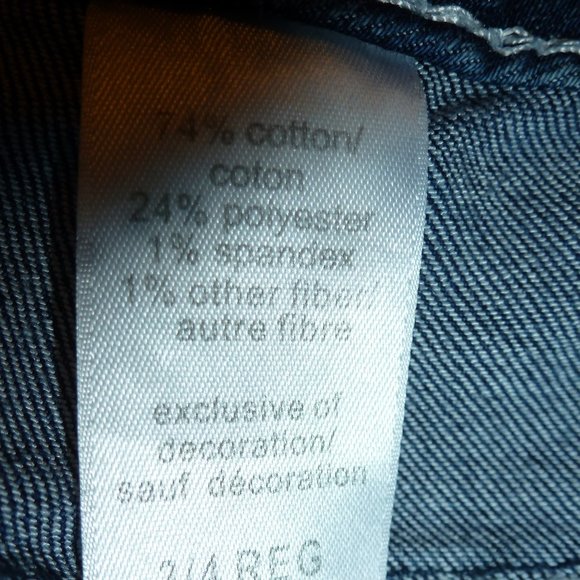 74% cotton/
coton
24% polyester
1% spandex
1% other fiber/
autre fibre
exclusive of
decoration/
sauf décoration
3/4 REG